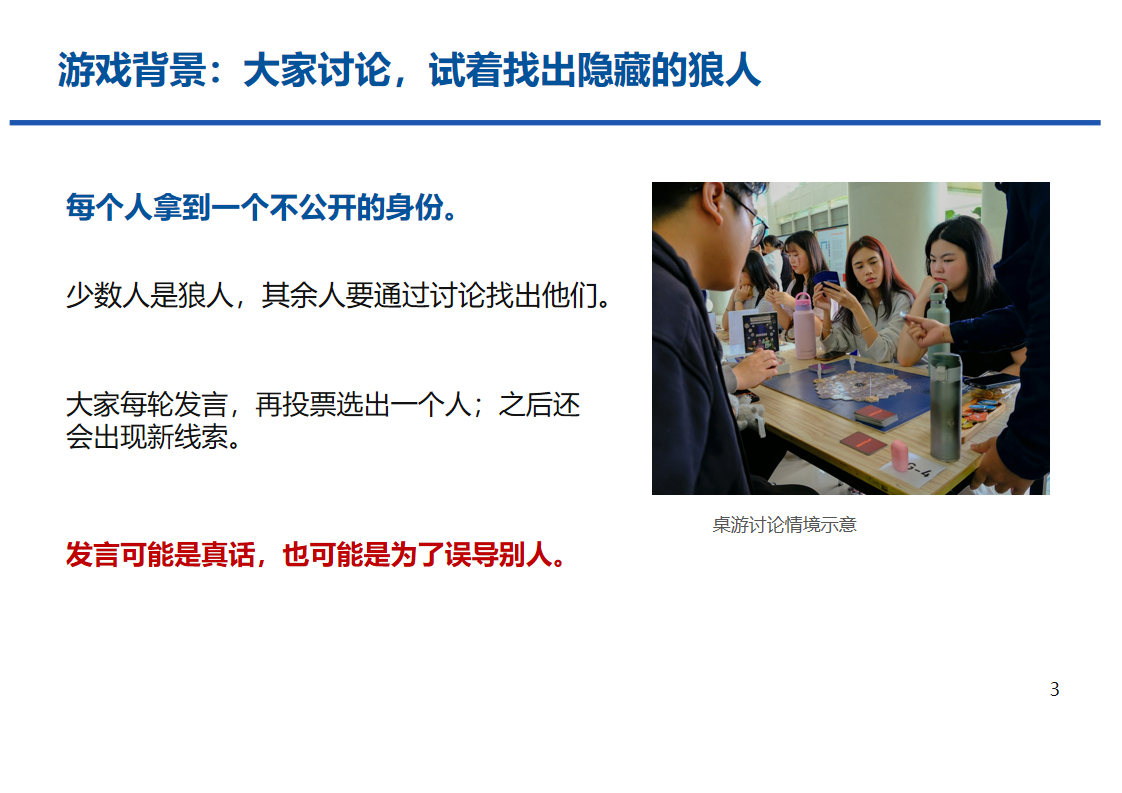 游戏背景：大家讨论，试着找出隐藏的狼人
每个人拿到一个不公开的身份。
少数人是狼人，其余人要通过讨论找出他们。
大家每轮发言，再投票选出一个人；之后还
会出现新线索。
发言可能是真话，也可能是为了误导别人。
G-4
桌游讨论情境示意
3